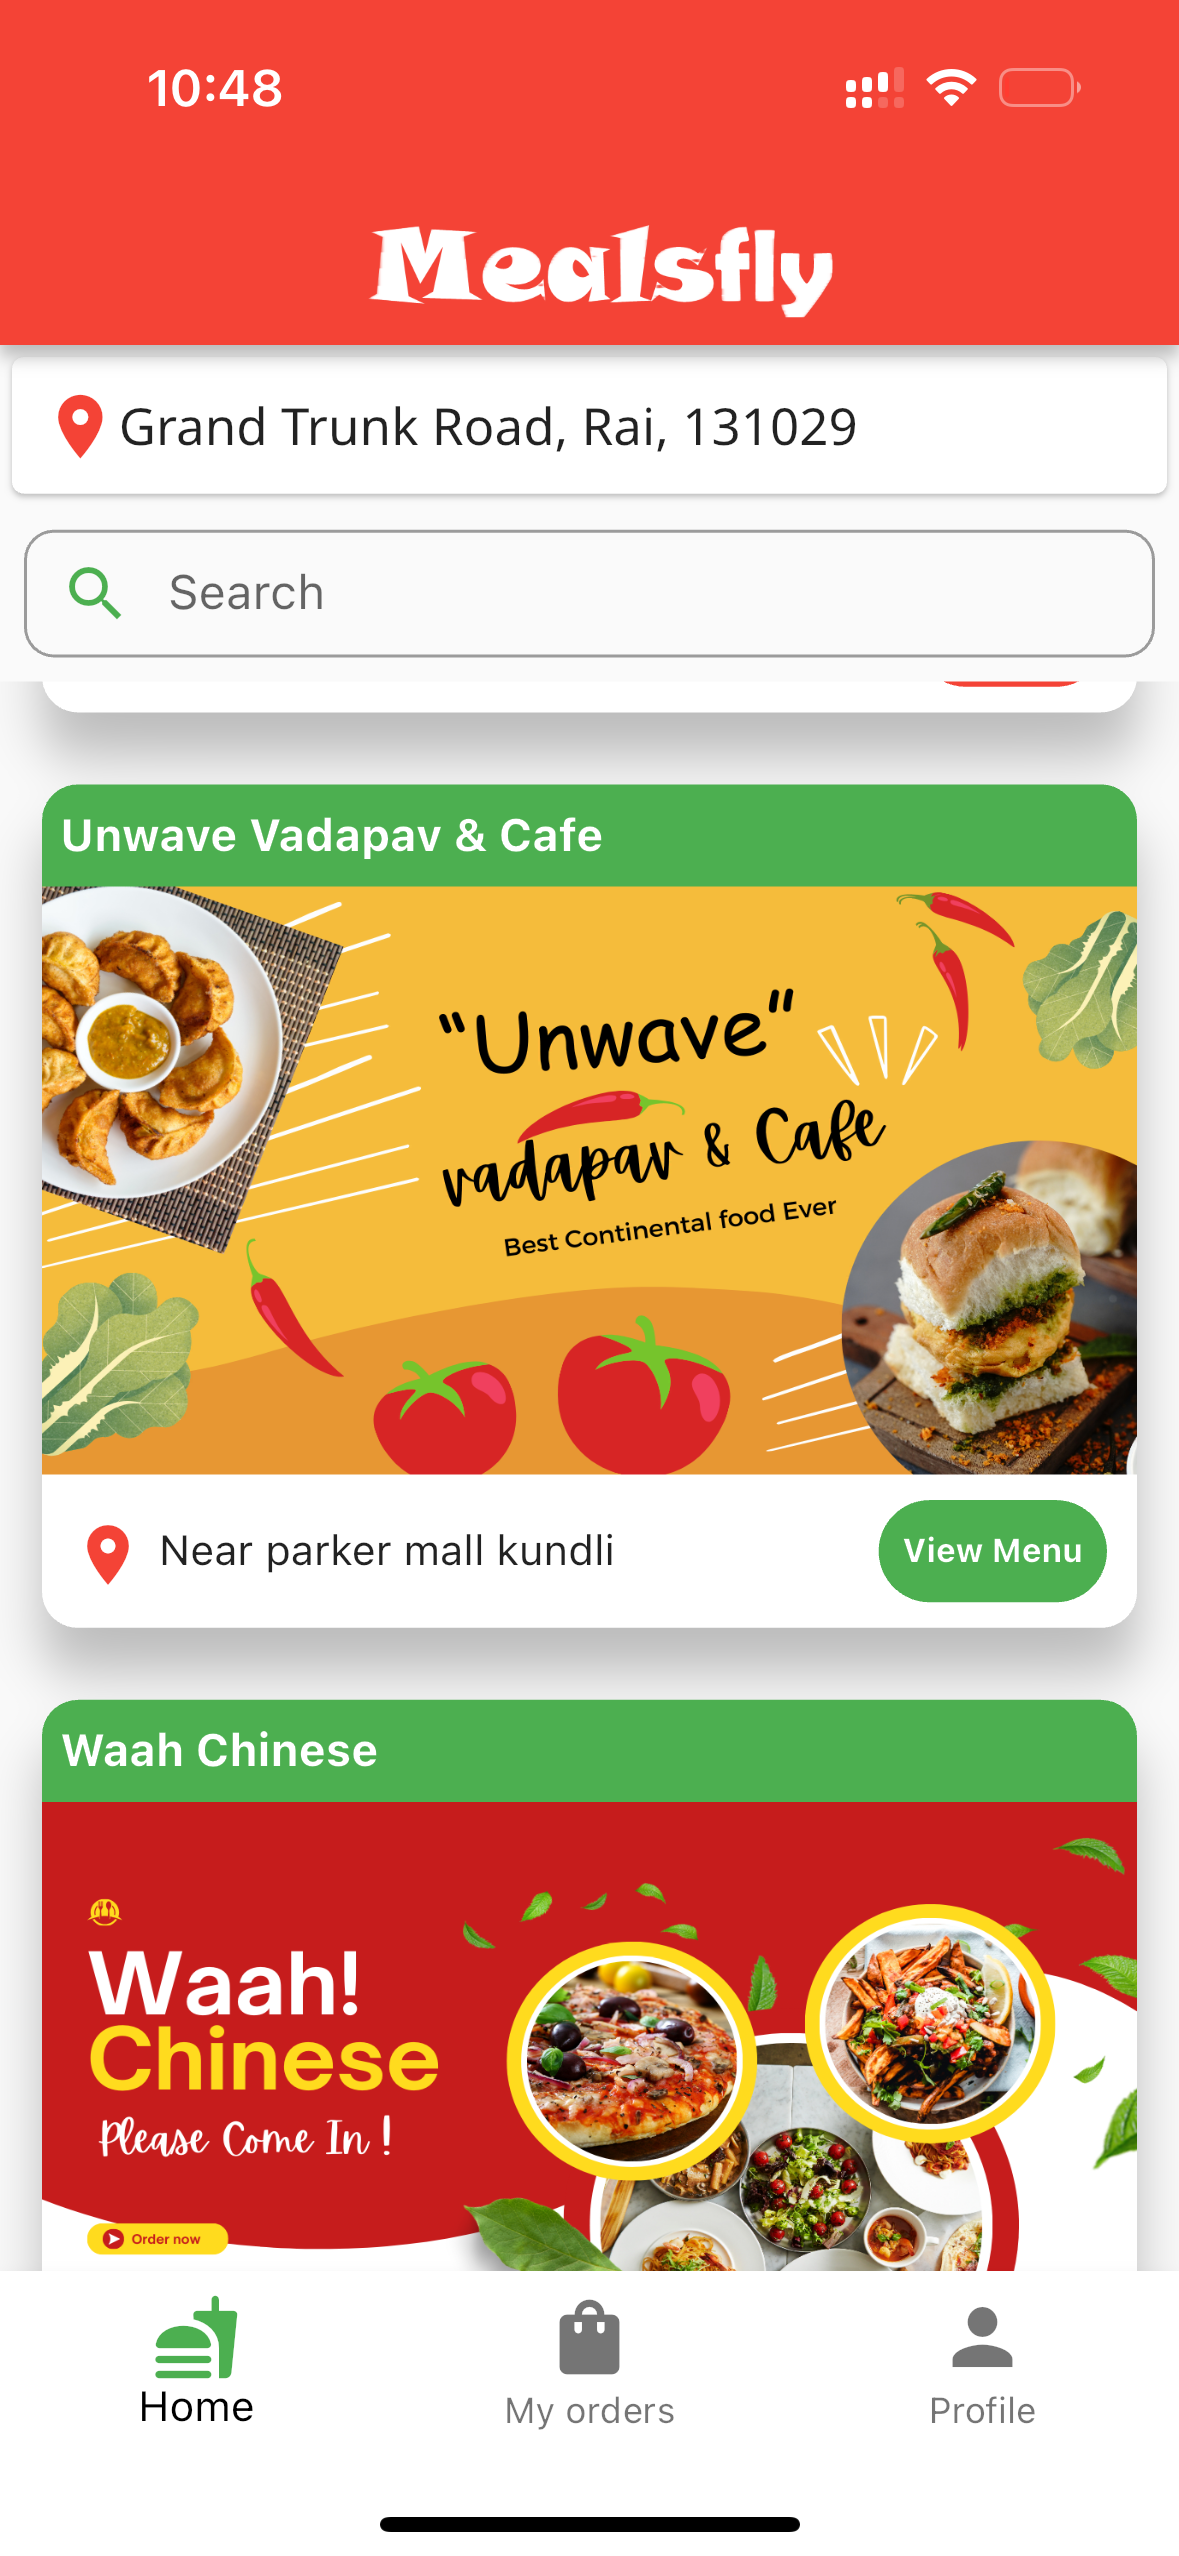 10:48
Mealsfly
Grand Trunk Road, Rai, 131029
Search
Unwave Vadapav & Cafe
"Unwave"
vadapav & Cafe
Best Continental food Ever
Near parker mall kundli
View Menu
Waah Chinese
Waah!
Chinese
Please Come In !
Order now
Home
My orders
Profile